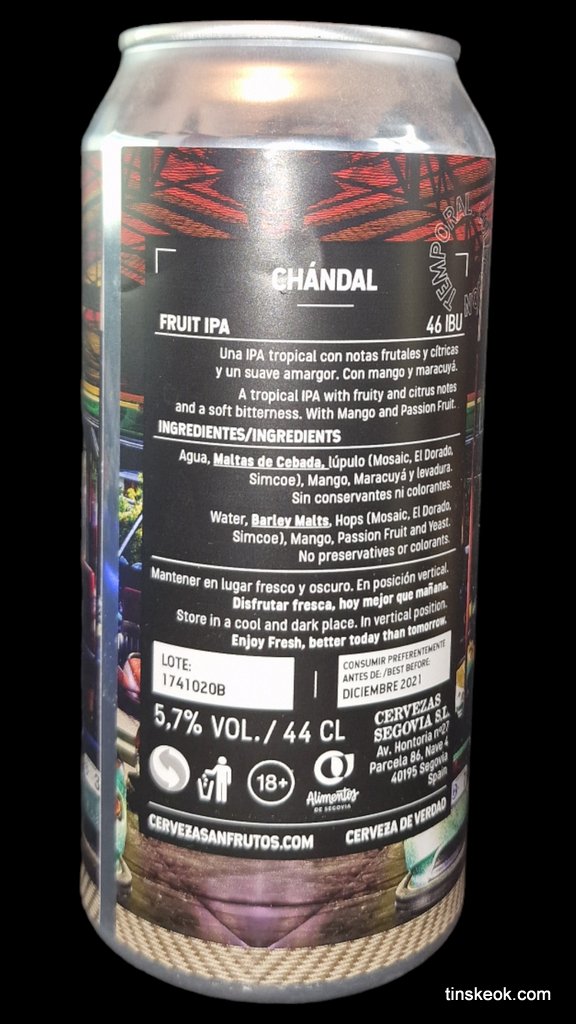 TEMPORAL
CHÁNDAL
FRUIT IPA
46 IBU
Una IPA tropical con notas frutales y cítricas
y un suave amargor. Con mango y maracuyá.
A tropical IPA with fruity and citrus notes
and a soft bitterness. With Mango and Passion Fruit.
INGREDIENTES/INGREDIENTS
Agua, Maltas de Cebada, lúpulo (Mosaic, El Dorado,
Simcoe), Mango, Maracuyá y levadura.
Sin conservantes ni colorantes.
Water, Barley Malts, Hops (Mosaic, El Dorado,
Simcoe), Mango, Passion Fruit and Yeast.
No preservatives or colorants.
Mantener en lugar fresco y oscuro. En posición vertical.
Disfrutar fresca, hoy mejor que mañana.
Store in a cool and dark place. In vertical position.
Enjoy Fresh, better today than tomorrow.
LOTE:
1741020B
CONSUMIR PREFERENTEMENTE
ANTES DE:/BEST BEFORE:
DICIEMBRE 2021
5,7% VOL./ 44 CL
CERVEZAS
SEGOVIA S.L.
Av. Hontoria nº27
Parcela 86, Nave 4
40195 Segovia
Spain
18+
Alimentos
DE SEGOVIA
CERVEZASANFRUTOS.COM
CERVEZA DE VERDAD
tinskeok.com